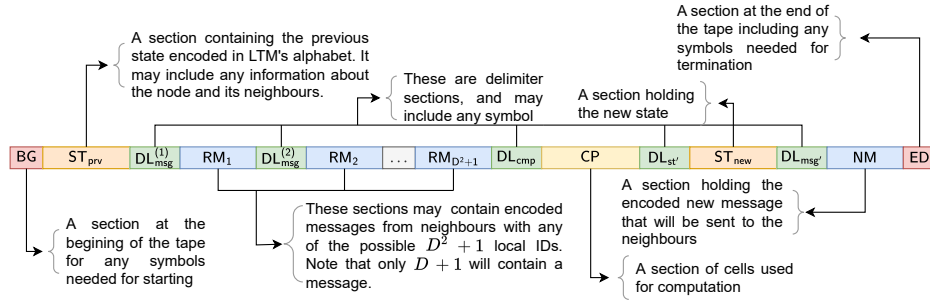 A section containing the previous
state encoded in LTM's alphabet. It
may include any information about
the node and its neighbours.
These are delimiter
sections, and may
include any symbol
A section holding
the new state
A section at the end of
the tape including any
symbols needed for
termination
BG ST_prv DL_msg^(1) RM_1 DL_msg^(2) RM_2 ... RM_{D^2+1} DL_cmp CP DL_st' ST_new DL_msg' NM ED
A section at the
begining of the tape
for any symbols
needed for starting
These sections may contain encoded
messages from neighbours with any
of the possible D^2 + 1 local IDs.
Note that only D + 1 will contain a
message.
A section holding the
encoded new message
that will be sent to the
neighbours
A section of cells used
for computation